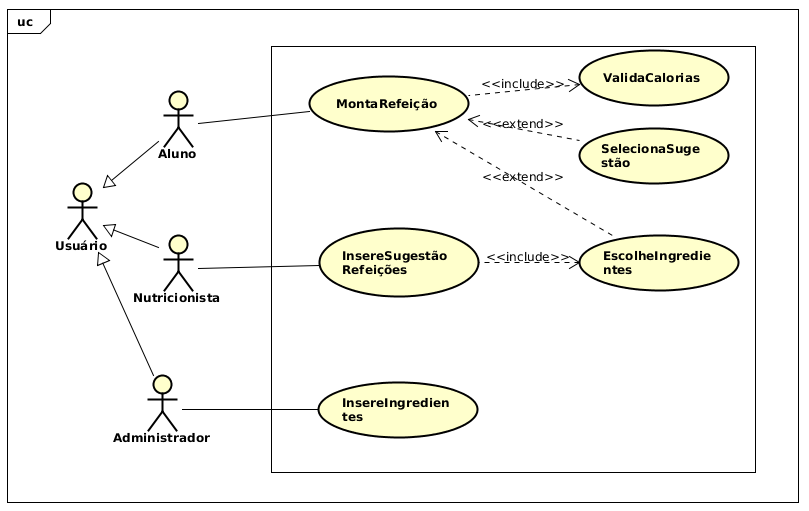 uc
MontaRefeição
<<include>>
ValidaCalorias
<<extend>>
SelecionaSuge
stão
Aluno
<<extend>>
Usuário
InsereSugestão
Refeições
<<include>>
EscolheIngredie
ntes
Nutricionista
InsereIngredien
tes
Administrador